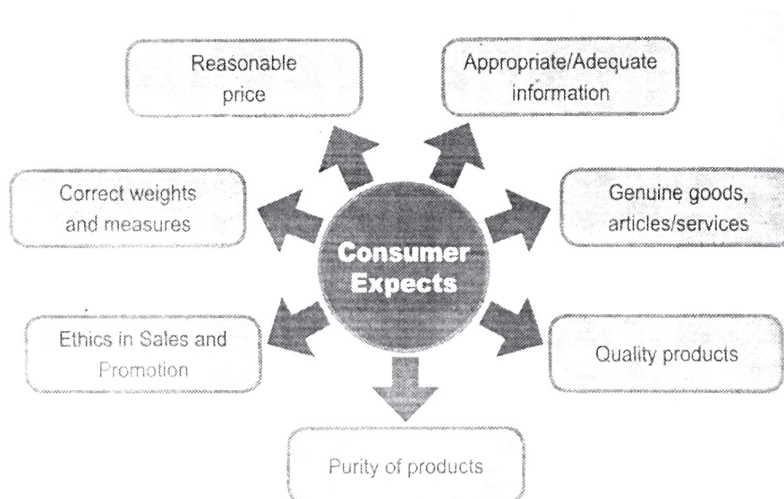 Reasonable
price
Appropriate/Adequate
information
Correct weights
and measures
Genuine goods,
articles/services
Consumer
Expects
Ethics in Sales and
Promotion
Quality products
Purity of products